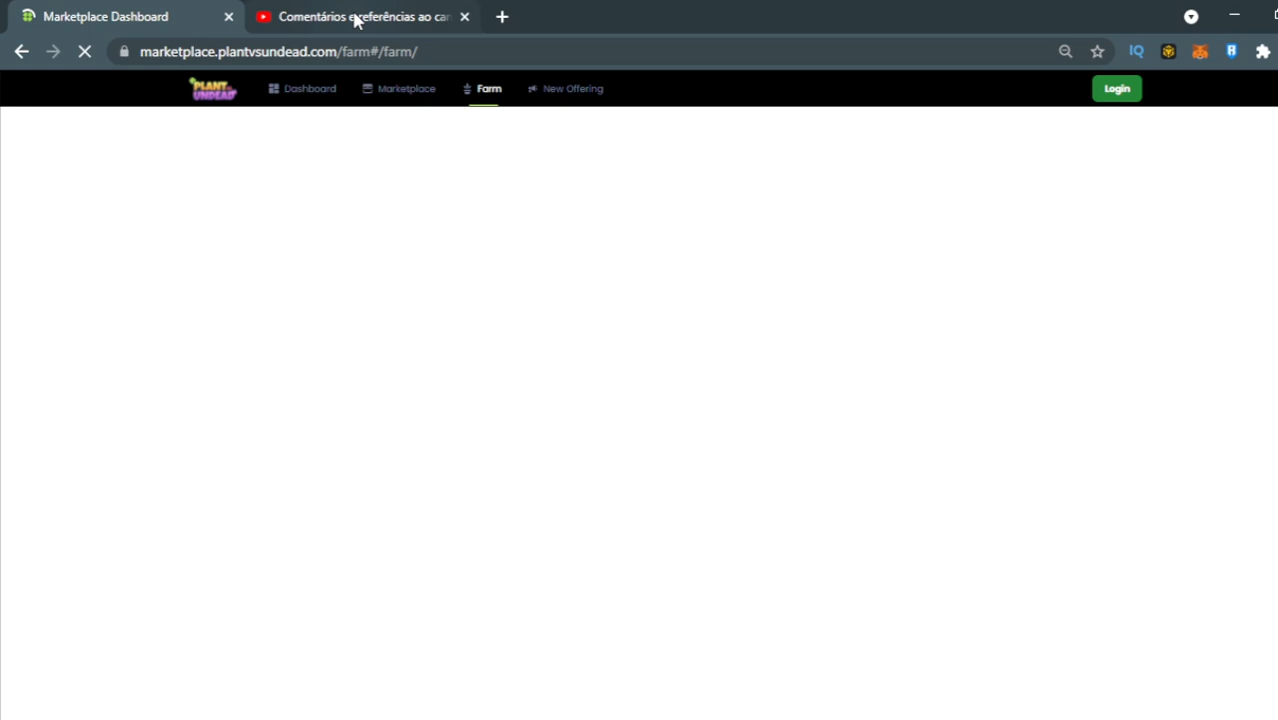 Marketplace Dashboard
Comentários e referências ao can
marketplace.plantvsundead.com/farm#/farm/
IQ
PLANT
UNDEAD
Dashboard
Marketplace
Farm
New Offering
Login